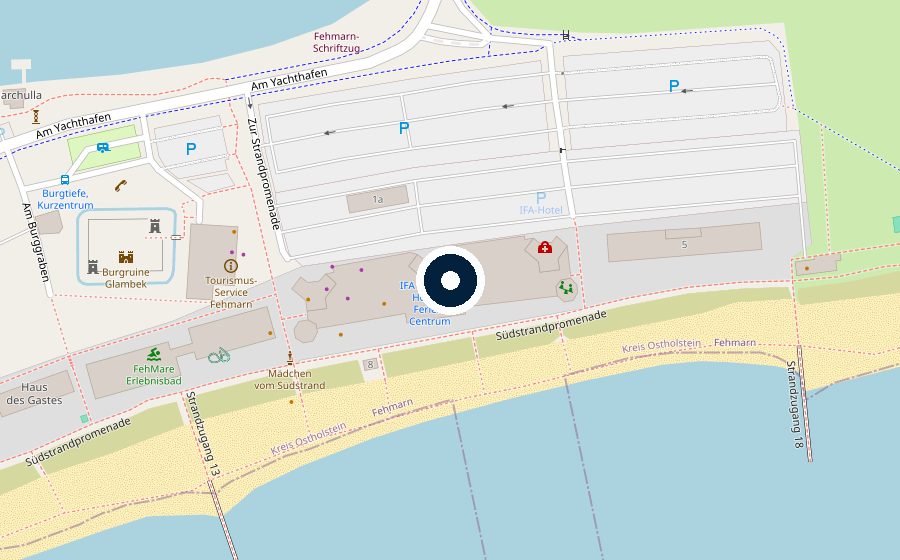 Fehmarn-
Schriftzug
Am Yachthafen
Am Yachthafen
P
P
P
Zur Strandpromenade
Burgtiefe,
Kurzentrum
1a
P
IFA-Hotel
Am Burggraben
5
Burgruine
Glambek
Tourismus-
Service
Fehmarn
IFA
Centrum
Südstrandpromenade
Kreis Ostholstein
Fehmarn
8
FehMare
Erlebnisbad
Mädchen
vom Südstrand
Haus
des Gastes
Strandzugang 13
Strandzugang 18
Fehmarn
Kreis Ostholstein
Südstrandpromenade